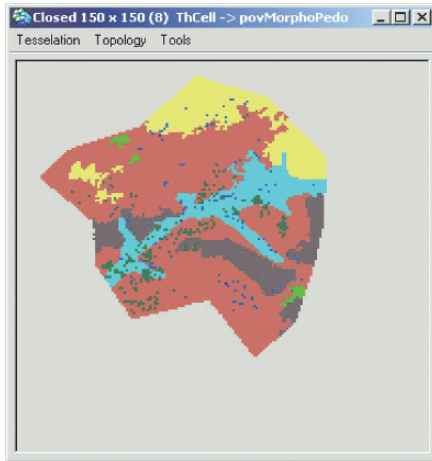 Closed 150 x 150 (8) ThCell -> povMorphoPedo
Tesselation Topology Tools